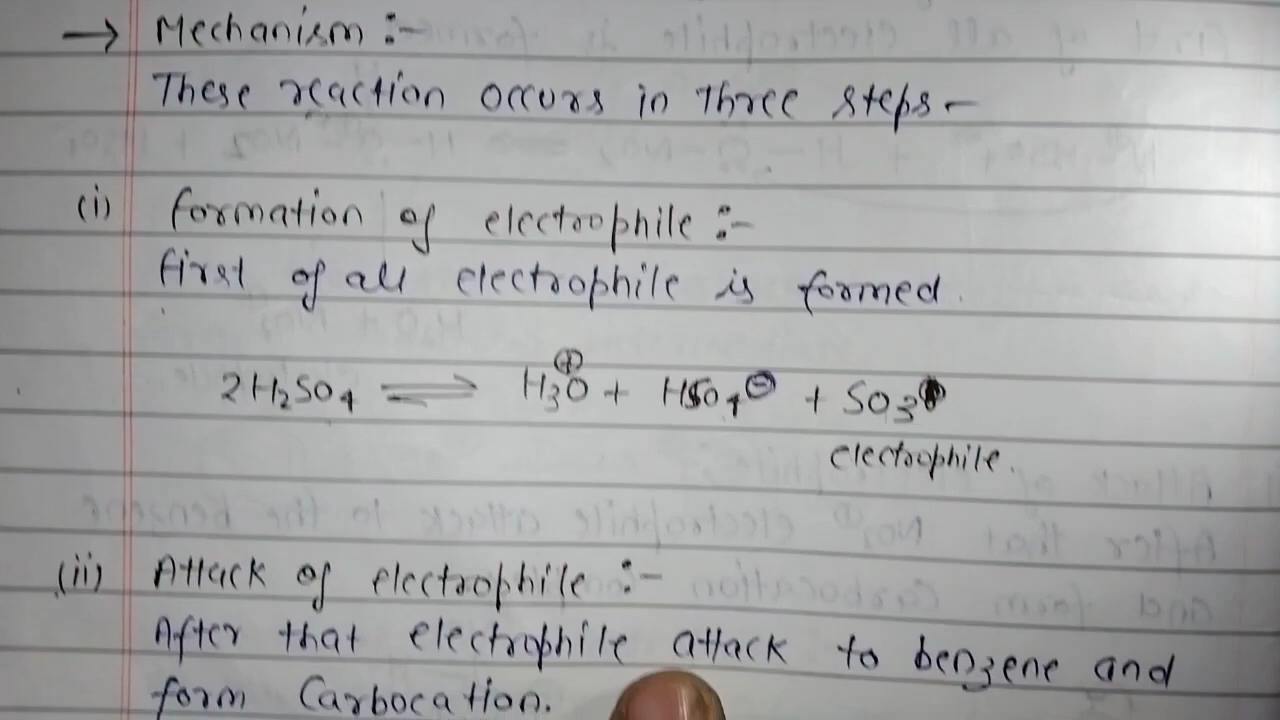 → Mechanism :-
These reaction occurs in three steps -
(i) formation of electrophile :-
first of all electrophile is formed.
2H₂SO₄ ⇌ H₃O⊕ + HSO₄⊖ + SO₃
electrophile.
(ii) Attack of electrophile :-
After that electrophile attack to benzene and
form Carbocation.